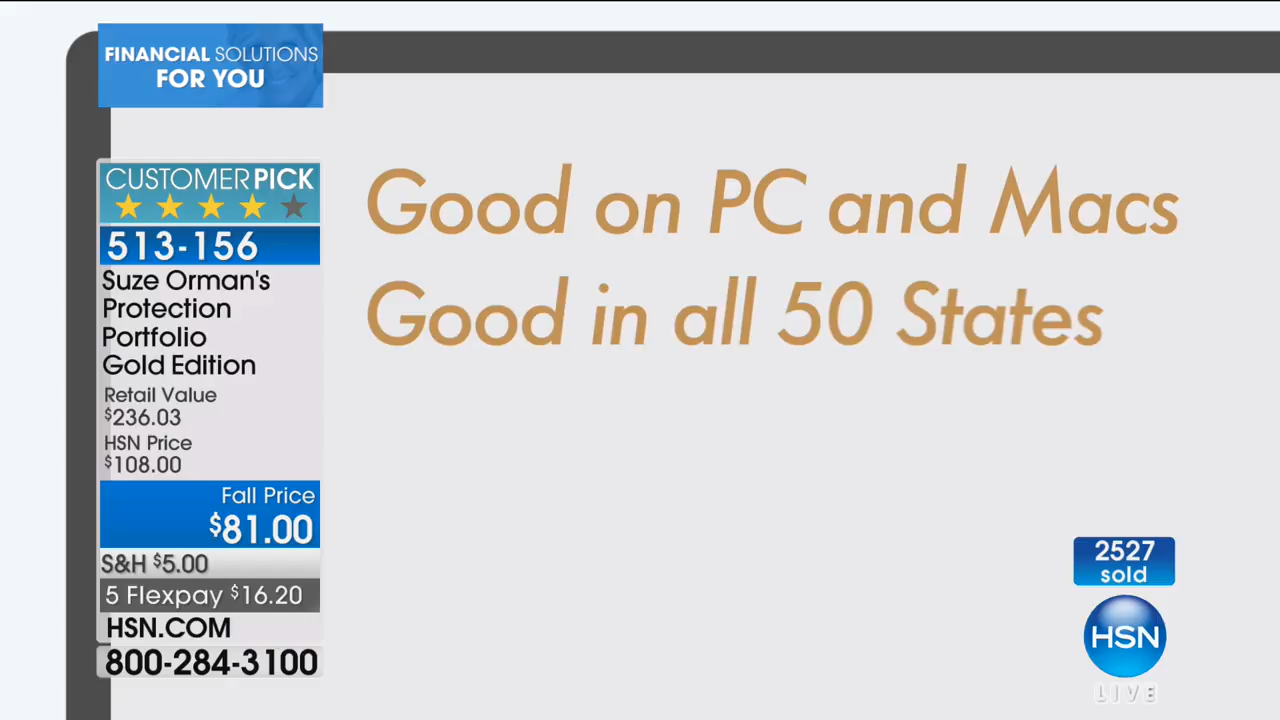 FINANCIAL SOLUTIONS
FOR YOU
CUSTOMER PICK
513-156
Suze Orman's
Protection
Portfolio
Gold Edition
Retail Value
$236.03
HSN Price
$108.00
Fall Price
$81.00
S&H $5.00
5 Flexpay $16.20
HSN.COM
800-284-3100
Good on PC and Macs
Good in all 50 States
2527
sold
HSN
LIVE